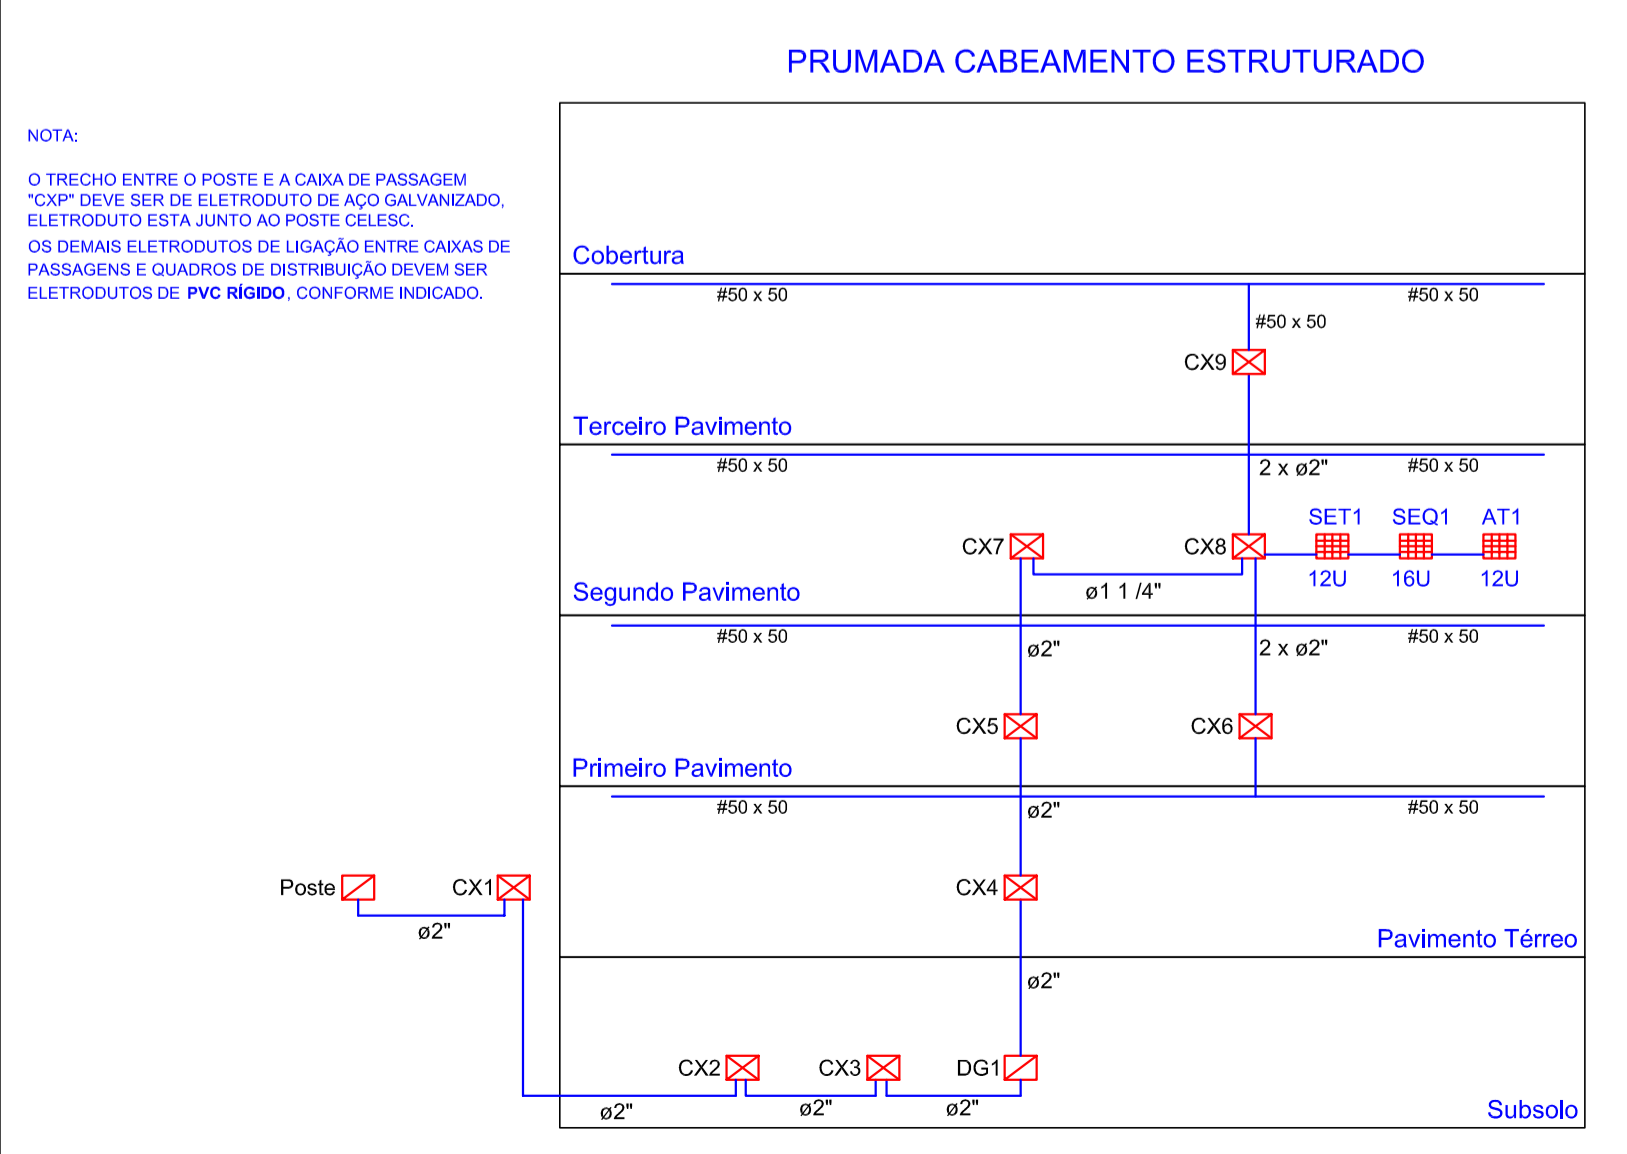 PRUMADA CABEAMENTO ESTRUTURADO
NOTA:
O TRECHO ENTRE O POSTE E A CAIXA DE PASSAGEM
"CXP" DEVE SER DE ELETRODUTO DE AÇO GALVANIZADO,
ELETRODUTO ESTA JUNTO AO POSTE CELESC.
OS DEMAIS ELETRODUTOS DE LIGAÇÃO ENTRE CAIXAS DE
PASSAGENS E QUADROS DE DISTRIBUIÇÃO DEVEM SER
ELETRODUTOS DE PVC RÍGIDO, CONFORME INDICADO.
Cobertura
#50 x 50
#50 x 50
#50 x 50
CX9
Terceiro Pavimento
#50 x 50
2 x ø2"
#50 x 50
SET1
SEQ1
AT1
CX7
CX8
12U
16U
12U
ø1 1 /4"
Segundo Pavimento
#50 x 50
ø2"
2 x ø2"
#50 x 50
CX5
CX6
Primeiro Pavimento
#50 x 50
ø2"
#50 x 50
Poste
CX1
CX4
ø2"
Pavimento Térreo
ø2"
CX2
CX3
DG1
ø2"
ø2"
ø2"
Subsolo